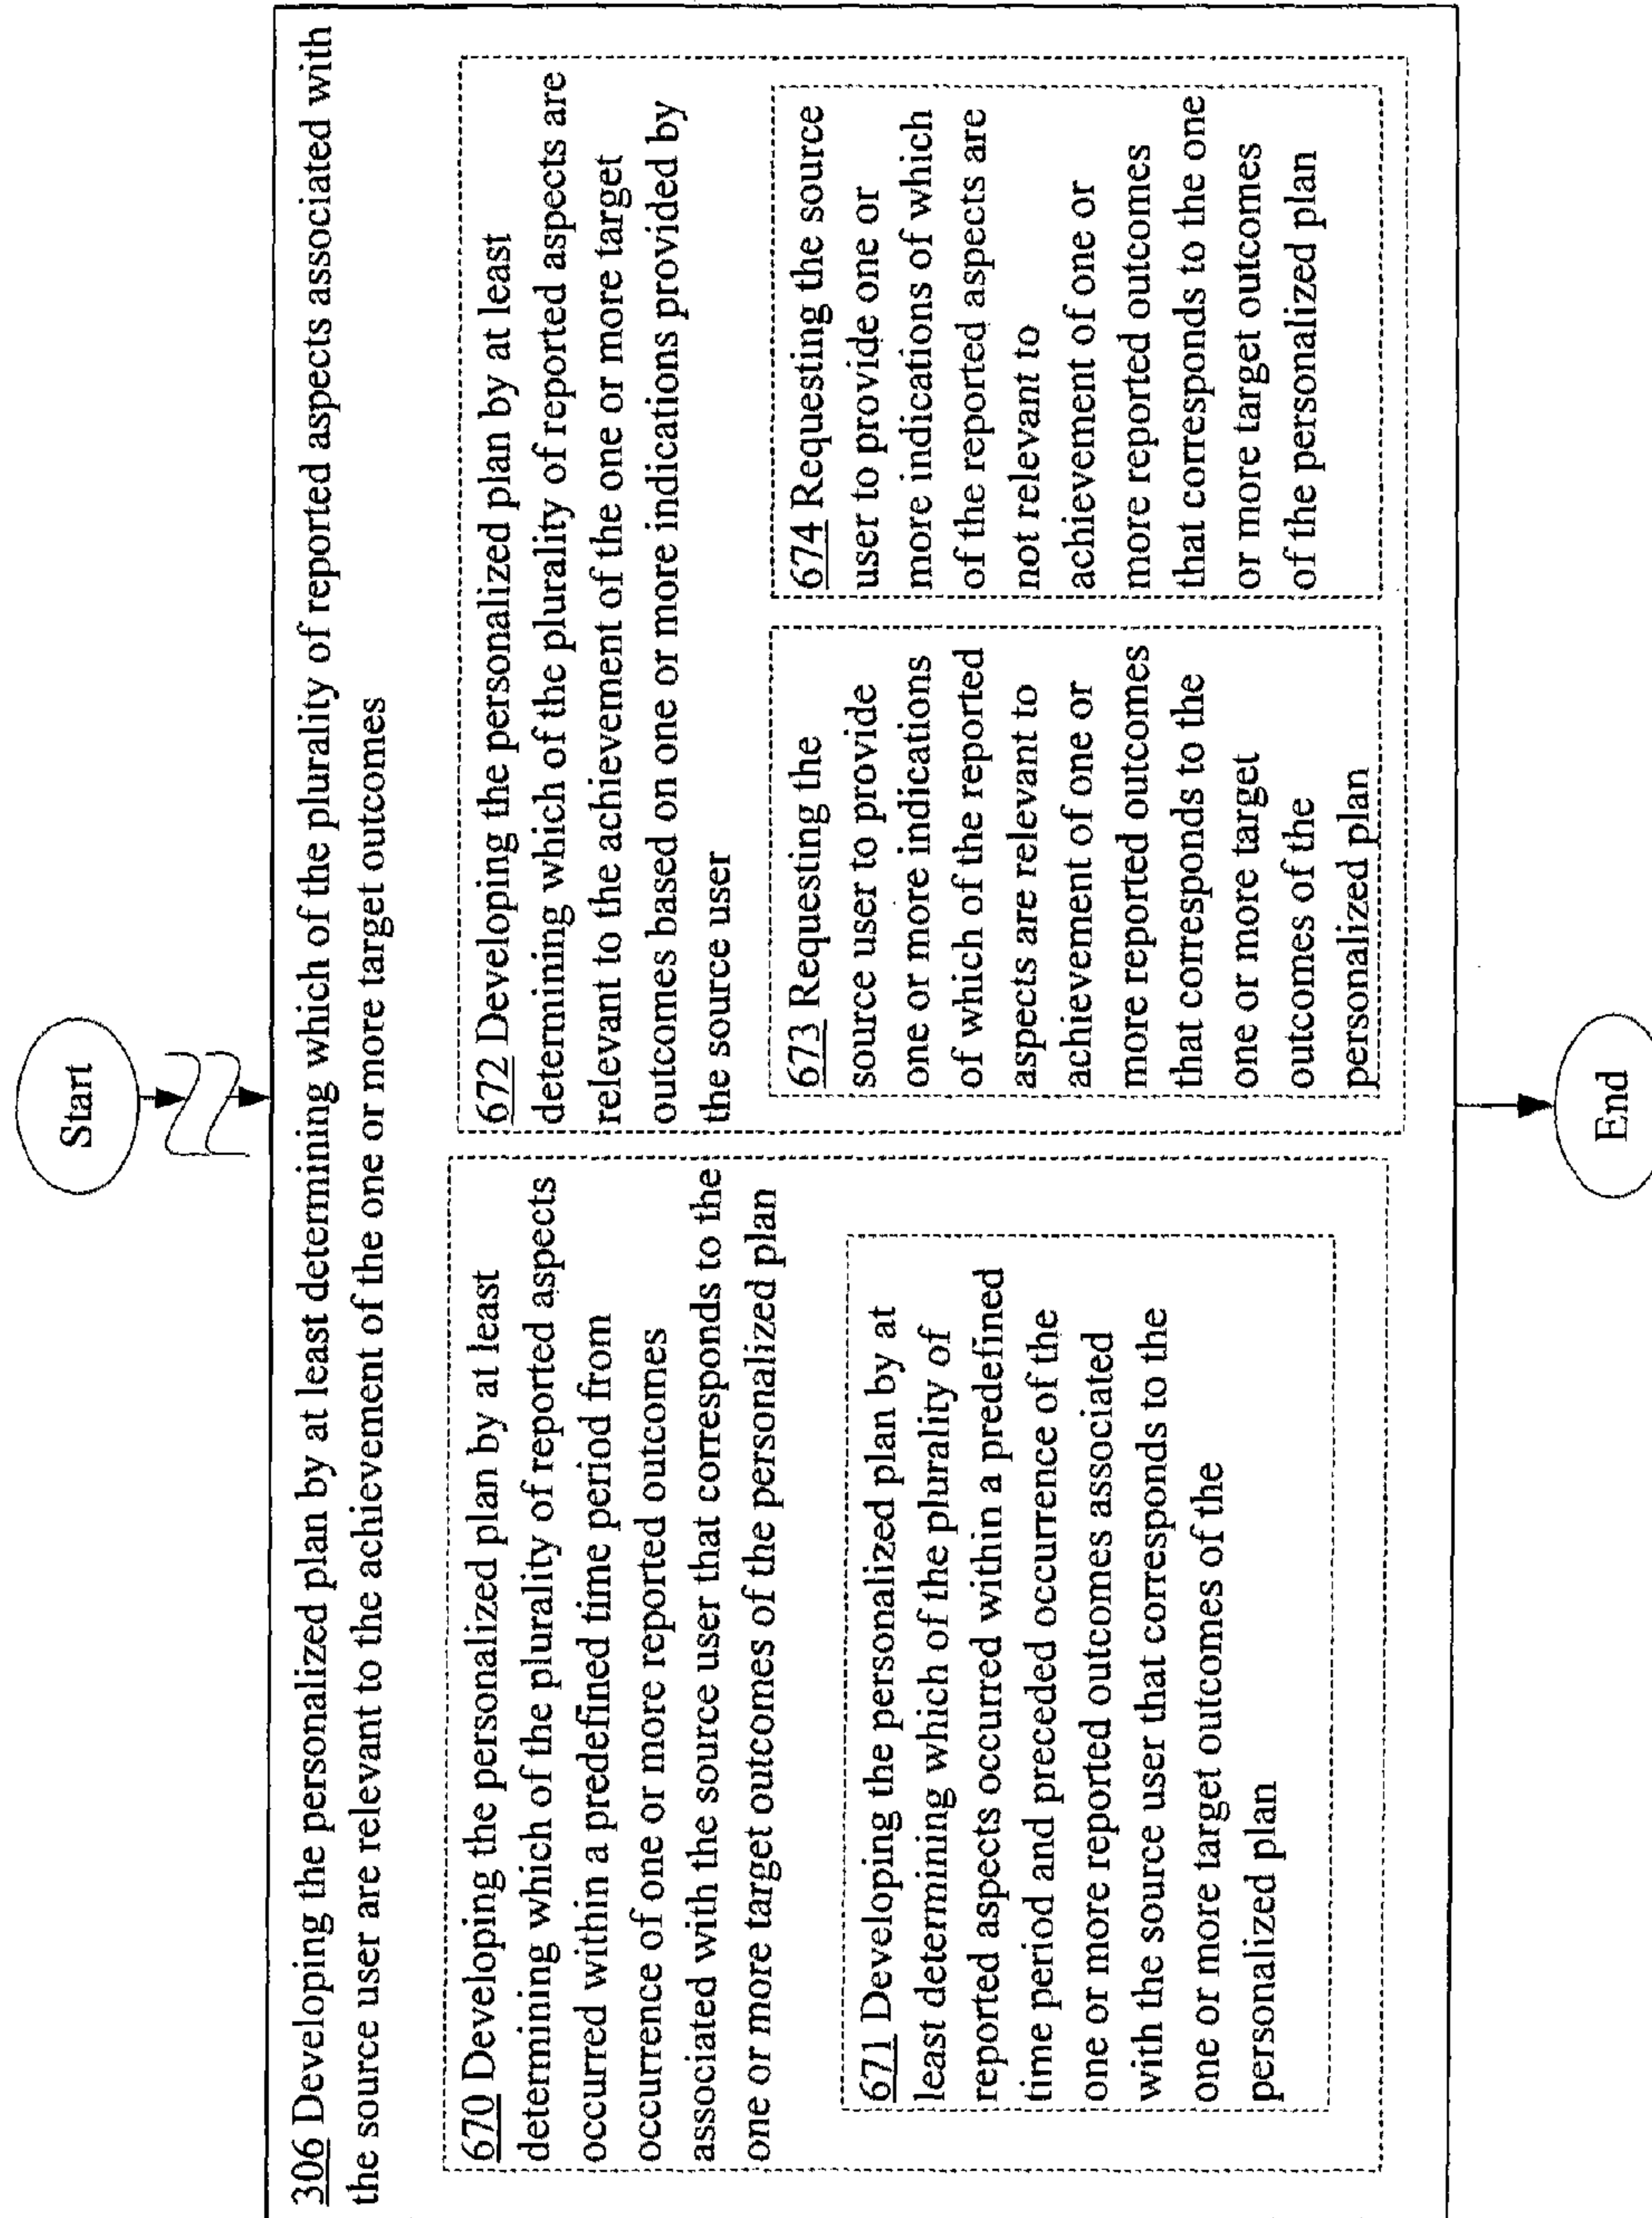 Start
306 Developing the personalized plan by at least determining which of the plurality of reported aspects associated with
the source user are relevant to the achievement of the one or more target outcomes
670 Developing the personalized plan by at least
determining which of the plurality of reported aspects
occurred within a predefined time period from
occurrence of one or more reported outcomes
associated with the source user that corresponds to the
one or more target outcomes of the personalized plan
671 Developing the personalized plan by at
least determining which of the plurality of
reported aspects occurred within a predefined
time period and preceded occurrence of the
one or more reported outcomes associated
with the source user that corresponds to the
one or more target outcomes of the
personalized plan
672 Developing the personalized plan by at least
determining which of the plurality of reported aspects are
relevant to the achievement of the one or more target
outcomes based on one or more indications provided by
the source user
673 Requesting the
source user to provide
one or more indications
of which of the reported
aspects are relevant to
achievement of one or
more reported outcomes
that corresponds to the
one or more target
outcomes of the
personalized plan
674 Requesting the source
user to provide one or
more indications of which
of the reported aspects are
not relevant to
achievement of one or
more reported outcomes
that corresponds to the one
or more target outcomes
of the personalized plan
End